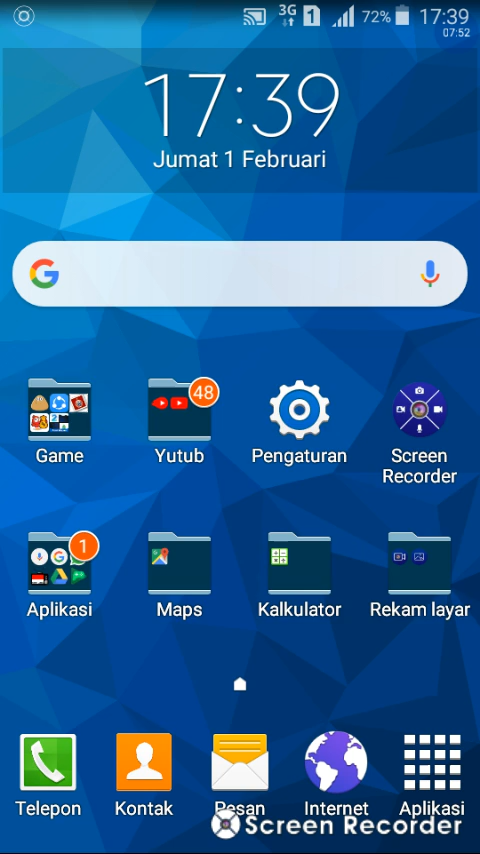 3G 1 72% 17:39
07:52
17:39
Jumat 1 Februari
G
48
Game
Yutub
Pengaturan
Screen
Recorder
1
Aplikasi
Maps
Kalkulator
Rekam layar
Telepon
Kontak
Pesan
Internet
Aplikasi
Screen Recorder